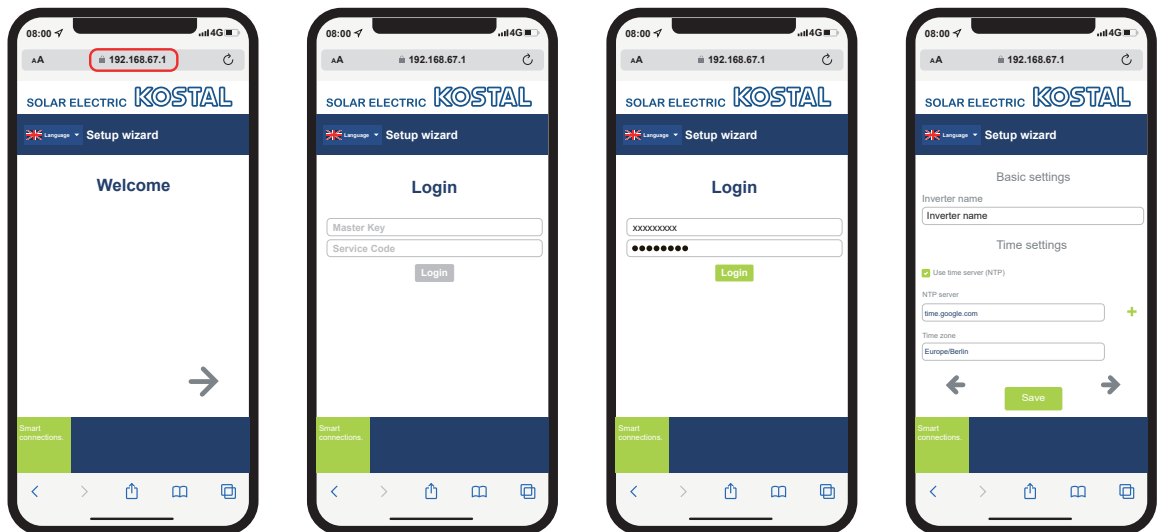 08:00
4G
AA
192.168.67.1
SOLAR ELECTRIC KOSTAL
Language
Setup wizard
Welcome
Smart
connections.
08:00
4G
AA
192.168.67.1
SOLAR ELECTRIC KOSTAL
Language
Setup wizard
Login
Master Key
Service Code
Login
Smart
connections.
08:00
4G
AA
192.168.67.1
SOLAR ELECTRIC KOSTAL
Language
Setup wizard
Login
xxxxxxxxx
●●●●●●●●
Login
Smart
connections.
08:00
4G
AA
192.168.67.1
SOLAR ELECTRIC KOSTAL
Language
Setup wizard
Basic settings
Inverter name
Inverter name
Time settings
Use time server (NTP)
NTP server
time.google.com
Time zone
Europe/Berlin
Save
Smart
connections.